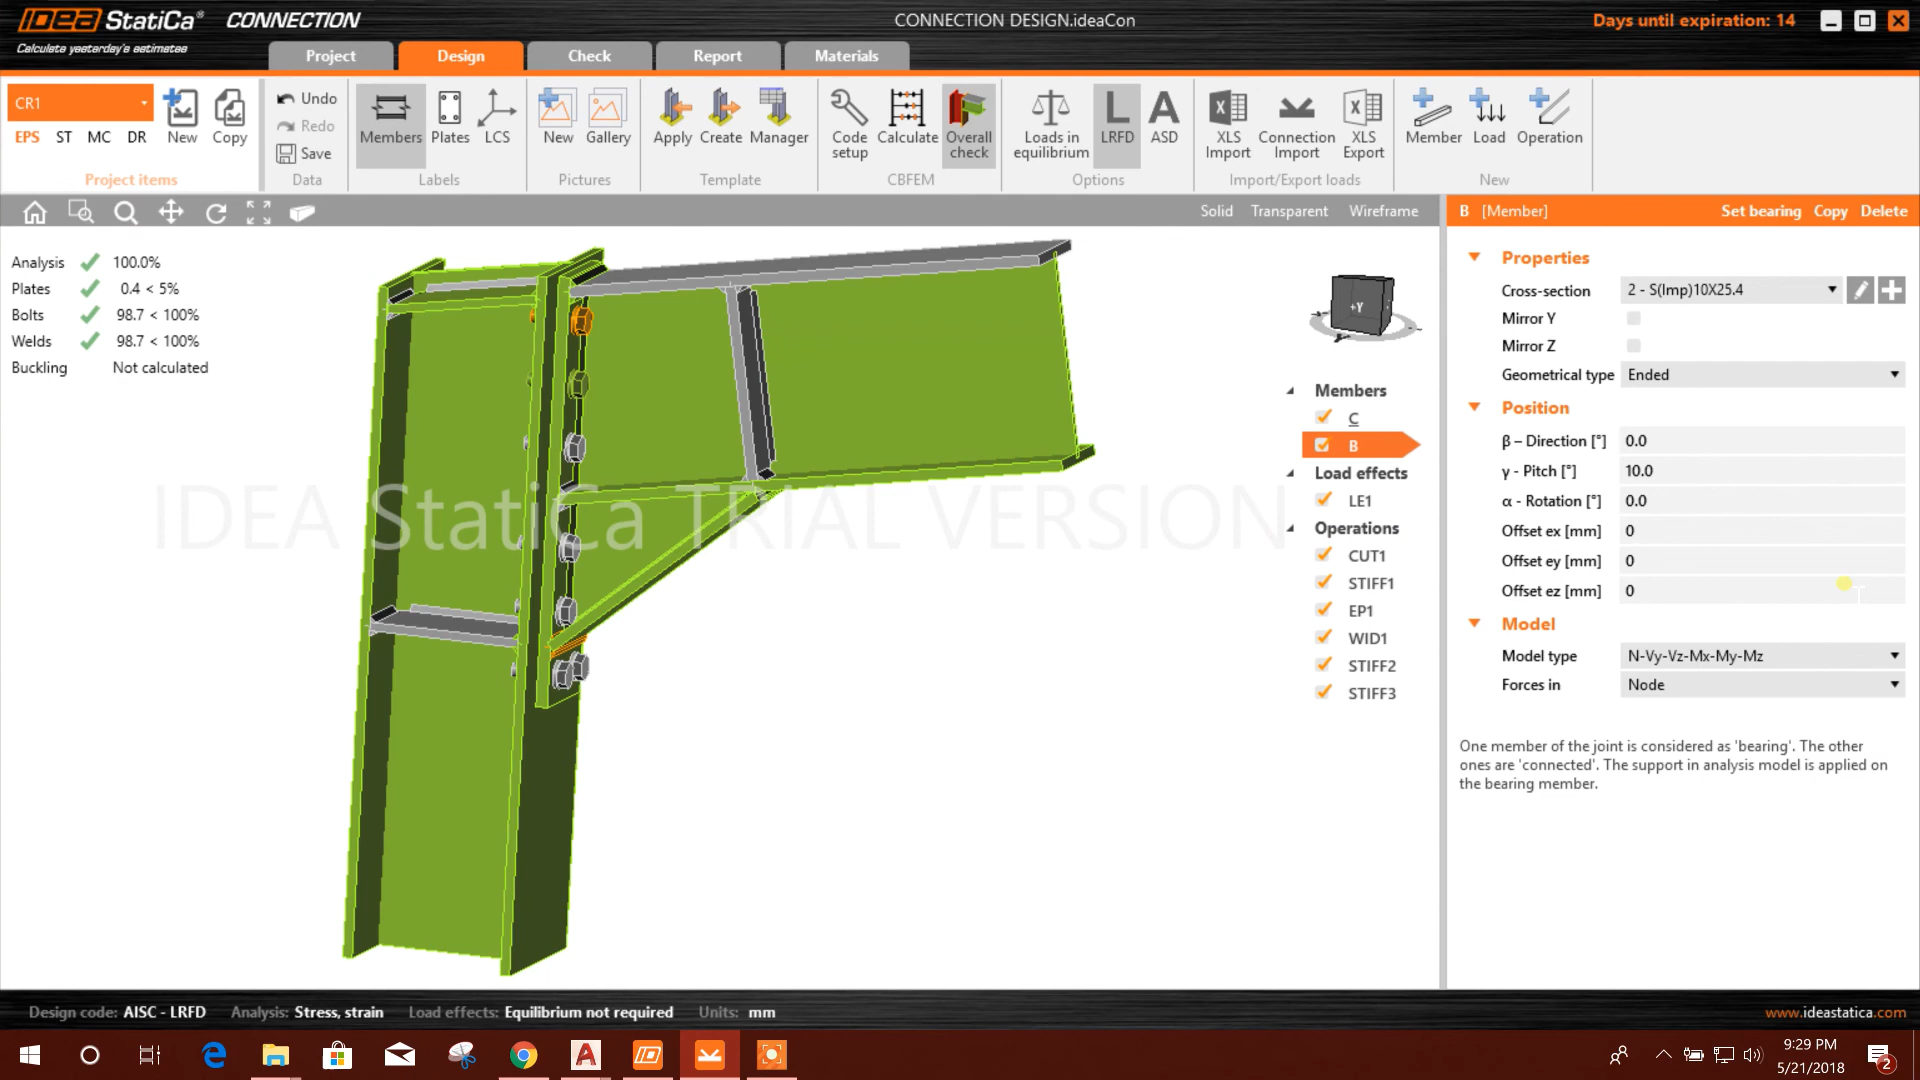 IDEA StatiCa® CONNECTION
Calculate yesterday's estimates
CONNECTION DESIGN.ideaCon
Days until expiration: 14
Project Design Check Report Materials
CR1
EPS ST MC DR
New Copy
Project items
Undo
Redo
Save
Data
Members Plates LCS
Labels
New Gallery
Pictures
Apply Create Manager
Template
Code setup Calculate Overall check
CBFEM
Loads in equilibrium LRFD ASD
Options
XLS Import Connection Import XLS Export
Import/Export loads
Member Load Operation
New
Solid Transparent Wireframe
B [Member] Set bearing Copy Delete
Analysis 100.0%
Plates 0.4 < 5%
Bolts 98.7 < 100%
Welds 98.7 < 100%
Buckling Not calculated
IDEA StatiCa TRIAL VERSION
+Y
Members
C
B
Load effects
LE1
Operations
CUT1
STIFF1
EP1
WID1
STIFF2
STIFF3
Properties
Cross-section 2 - S(Imp)10X25.4
Mirror Y
Mirror Z
Geometrical type Ended
Position
β – Direction [°] 0.0
γ - Pitch [°] 10.0
α - Rotation [°] 0.0
Offset ex [mm] 0
Offset ey [mm] 0
Offset ez [mm] 0
Model
Model type N-Vy-Vz-Mx-My-Mz
Forces in Node
One member of the joint is considered as 'bearing'. The other
ones are 'connected'. The support in analysis model is applied on
the bearing member.
Design code: AISC - LRFD Analysis: Stress, strain Load effects: Equilibrium not required Units: mm
www.ideastatica.com
9:29 PM
5/21/2018
2